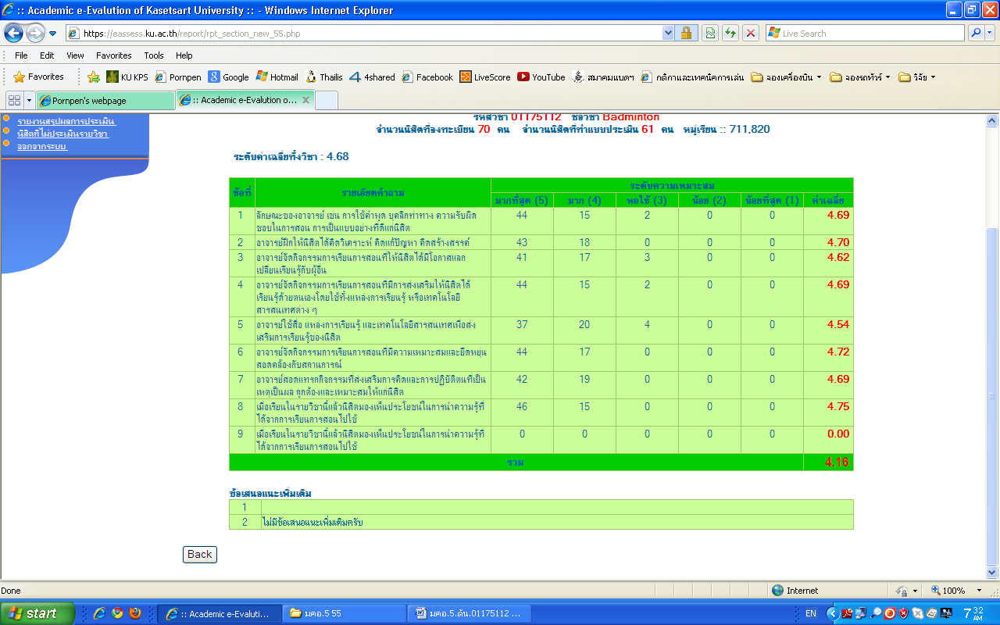 :: Academic e-Evalution of Kasetsart University :: - Windows Internet Explorer
https://eassess.ku.ac.th/report/rpt_section_new_55.php
Live Search
File Edit View Favorites Tools Help
Favorites KU KPS Pornpen Google Hotmail Thailis 4shared Facebook LiveScore YouTube สมาคมแบดฯ กติกาและเทคนิคการเล่น จองเครื่องบิน จองรถทัวร์ วิจัย
Pornpen's webpage :: Academic e-Evalution o...
รายงานสรุปผลการประเมิน
นิสิตที่ไม่ประเมินรายวิชา
ออกจากระบบ
รหัสวิชา 01175112 ชื่อวิชา Badminton
จำนวนนิสิตที่ลงทะเบียน 70 คน จำนวนนิสิตที่ทำแบบประเมิน 61 คน หมู่เรียน :: 711,820
ระดับค่าเฉลี่ยทั้งวิชา : 4.68
ข้อที่ รายเอียดคำถาม ระดับความเหมาะสม
มากที่สุด (5) มาก (4) พอใช้ (3) น้อย (2) น้อยที่สุด (1) ค่าเฉลี่ย
1 ลักษณะของอาจารย์ เช่น การใช้คำพูด บุคลิกท่าทาง ความรับผิด 44 15 2 0 0 4.69
ชอบในการสอน การเป็นแบบอย่างที่ดีแก่นิสิต
2 อาจารย์ฝึกให้นิสิตได้คิดวิเคราะห์ คิดแก้ปัญหา คิดสร้างสรรค์ 43 18 0 0 0 4.70
3 อาจารย์จัดกิจกรรมการเรียนการสอนที่ให้นิสิตได้มีโอกาสแลก 41 17 3 0 0 4.62
เปลี่ยนเรียนรู้กับผู้อื่น
4 อาจารย์จัดกิจกรรมการเรียนการสอนที่มีการส่งเสริมให้นิสิตได้ 44 15 2 0 0 4.69
เรียนรู้ด้วยตนเองโดยใช้ทั้งแหล่งการเรียนรู้ หรือเทคโนโลยี
สารสนเทศต่าง ๆ
5 อาจารย์ใช้สื่อ แหล่งการเรียนรู้ และเทคโนโลยีสารสนเทศเพื่อส่ง 37 20 4 0 0 4.54
เสริมการเรียนรู้ของนิสิต
6 อาจารย์จัดกิจกรรมการเรียนการสอนที่มีความเหมาะสมและยืดหยุ่น 44 17 0 0 0 4.72
สอดคล้องกับสถานการณ์
7 อาจารย์สอดแทรกกิจกรรมที่ส่งเสริมการคิดและการปฏิบัติตนที่เป็น 42 19 0 0 0 4.69
เหตุเป็นผล ถูกต้องและเหมาะสมให้แก่นิสิต
8 เมื่อเรียนในรายวิชานี้แล้วนิสิตมองเห็นประโยชน์ในการนำความรู้ที่ 46 15 0 0 0 4.75
ได้จากการเรียนการสอนไปใช้
9 เมื่อเรียนในรายวิชานี้แล้วนิสิตมองเห็นประโยชน์ในการนำความรู้ที่ 0 0 0 0 0 0.00
ได้จากการเรียนการสอนไปใช้
รวม 4.16
ข้อเสนอแนะเพิ่มเติม
1
2 ไม่มีข้อเสนอแนะเพิ่มเติมครับ
Back
Done Internet 100%
start :: Academic e-Evaluti... มคอ.5 55 มคอ.5.ต้น.01175112 ... EN 7:32 AM